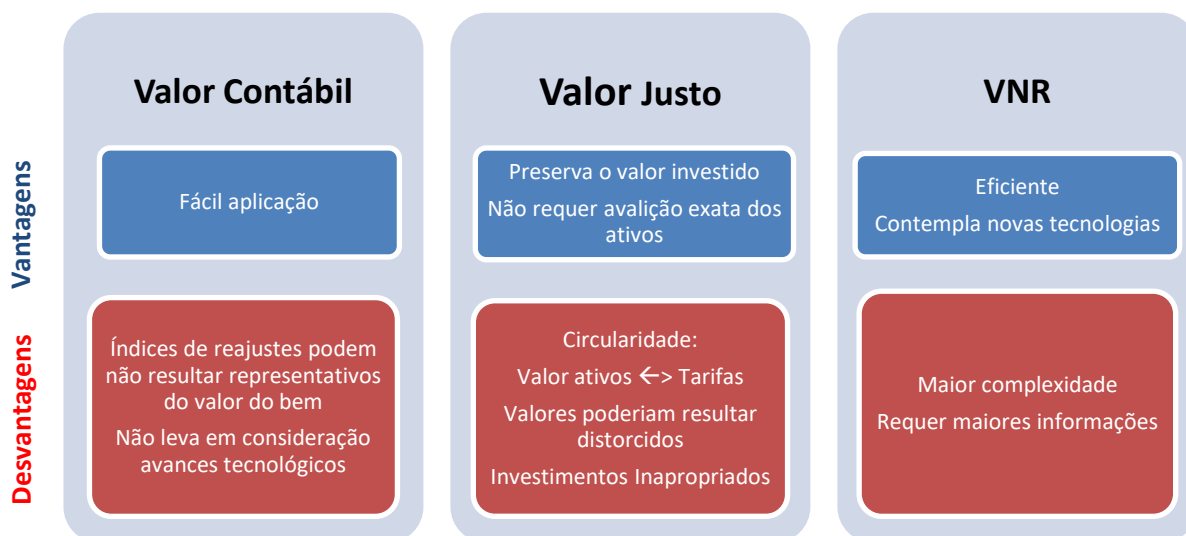 Valor Contábil
Valor Justo
VNR
Vantagens
Fácil aplicação
Preserva o valor investido
Não requer avalição exata dos
ativos
Eficiente
Contempla novas tecnologias
Desvantagens
Índices de reajustes podem
não resultar representativos
do valor do bem
Não leva em consideração
avances tecnológicos
Circularidade:
Valor ativos ←> Tarifas
Valores poderiam resultar
distorcidos
Investimentos Inapropriados
Maior complexidade
Requer maiores informações